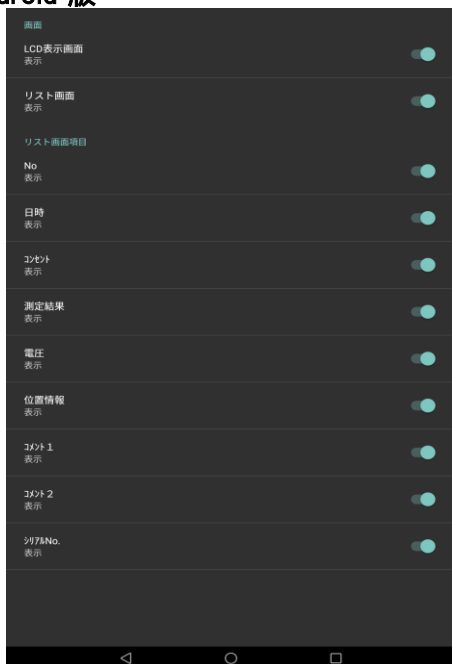 画面
LCD表示画面
表示
リスト画面
表示
リスト画面項目
No
表示
日時
表示
ｺﾝｾﾝﾄ
表示
測定結果
表示
電圧
表示
位置情報
表示
ｺﾒﾝﾄ 1
表示
ｺﾒﾝﾄ 2
表示
ｼﾘｱﾙNo.
表示